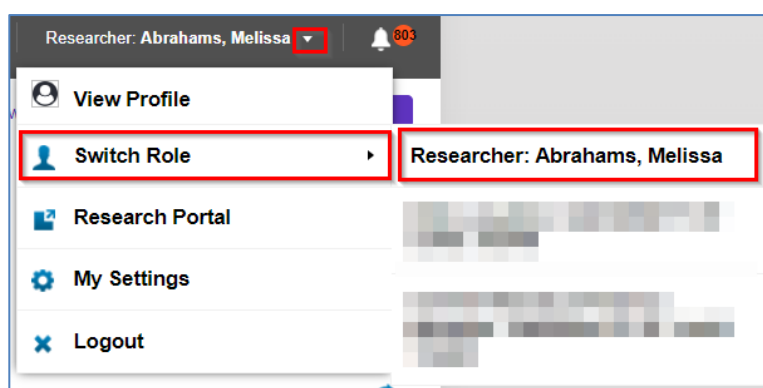 Researcher: Abrahams, Melissa
803
View Profile
Switch Role
Researcher: Abrahams, Melissa
Research Portal
My Settings
Logout